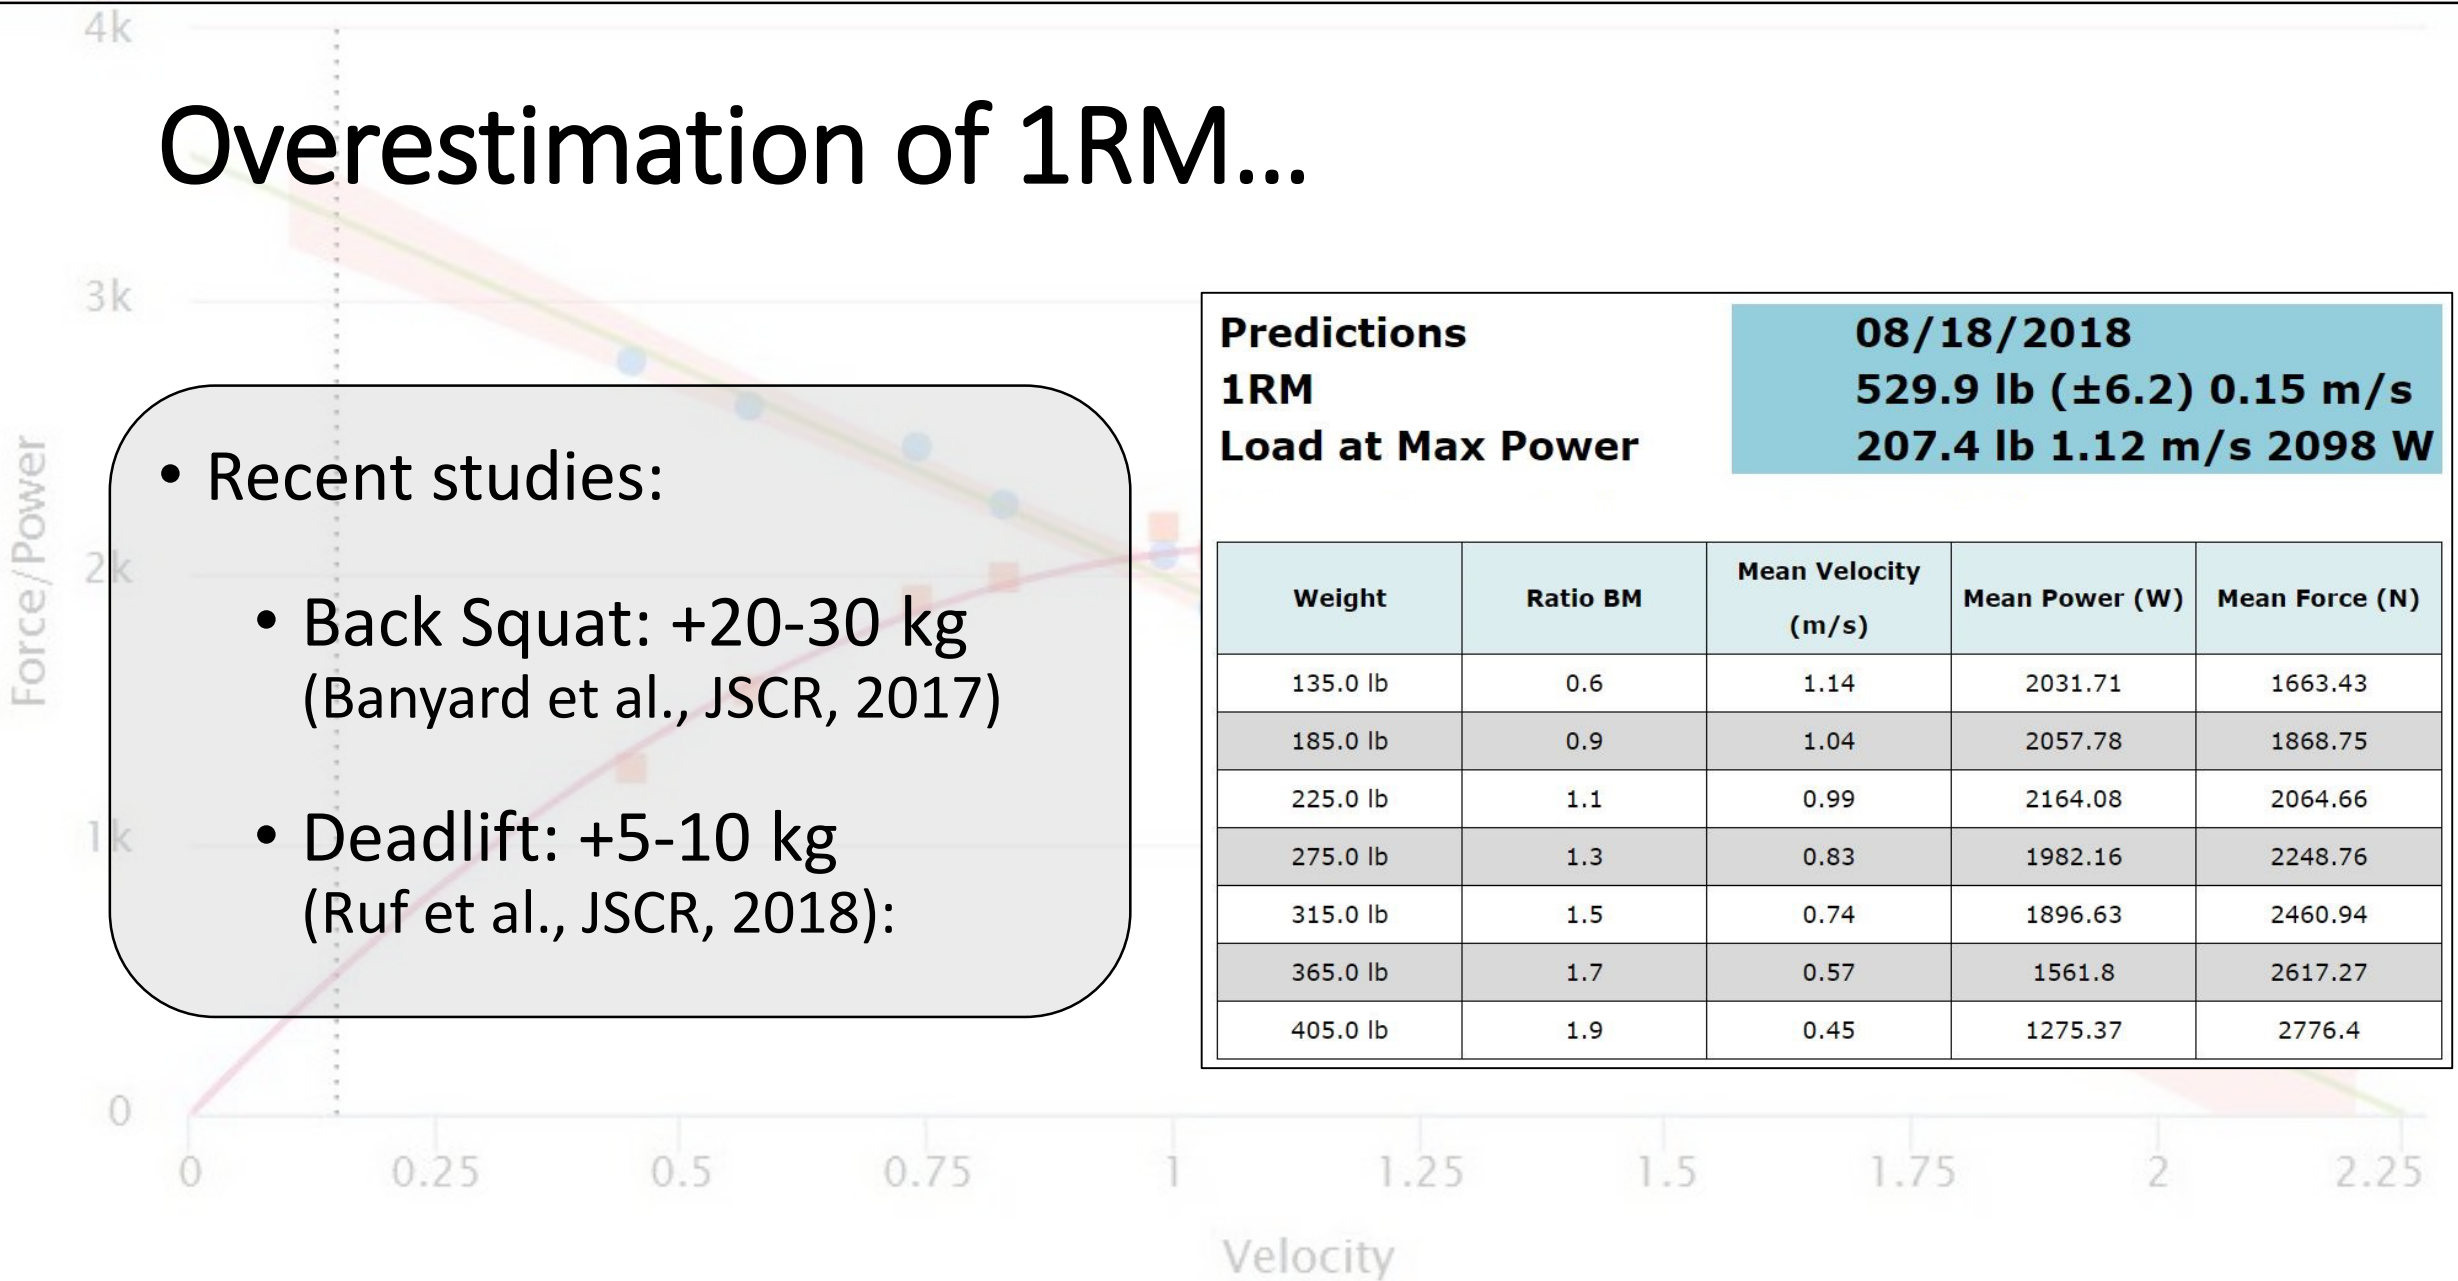 Overestimation of 1RM...
• Recent studies:
• Back Squat: +20-30 kg
(Banyard et al., JSCR, 2017)
• Deadlift: +5-10 kg
(Ruf et al., JSCR, 2018):
Predictions 08/18/2018
1RM 529.9 lb (±6.2) 0.15 m/s
Load at Max Power 207.4 lb 1.12 m/s 2098 W
Weight Ratio BM Mean Velocity (m/s) Mean Power (W) Mean Force (N)
135.0 lb 0.6 1.14 2031.71 1663.43
185.0 lb 0.9 1.04 2057.78 1868.75
225.0 lb 1.1 0.99 2164.08 2064.66
275.0 lb 1.3 0.83 1982.16 2248.76
315.0 lb 1.5 0.74 1896.63 2460.94
365.0 lb 1.7 0.57 1561.8 2617.27
405.0 lb 1.9 0.45 1275.37 2776.4
Force/Power
4k
3k
2k
1k
0
0 0.25 0.5 0.75 1 1.25 1.5 1.75 2 2.25
Velocity